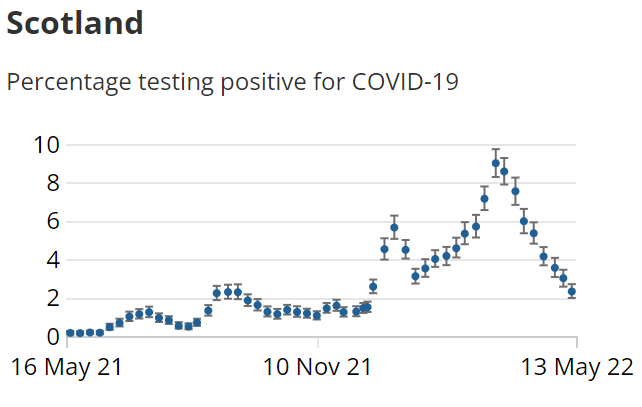 Scotland
Percentage testing positive for COVID-19
10
8
6
4
2
0
16 May 21 10 Nov 21 13 May 22